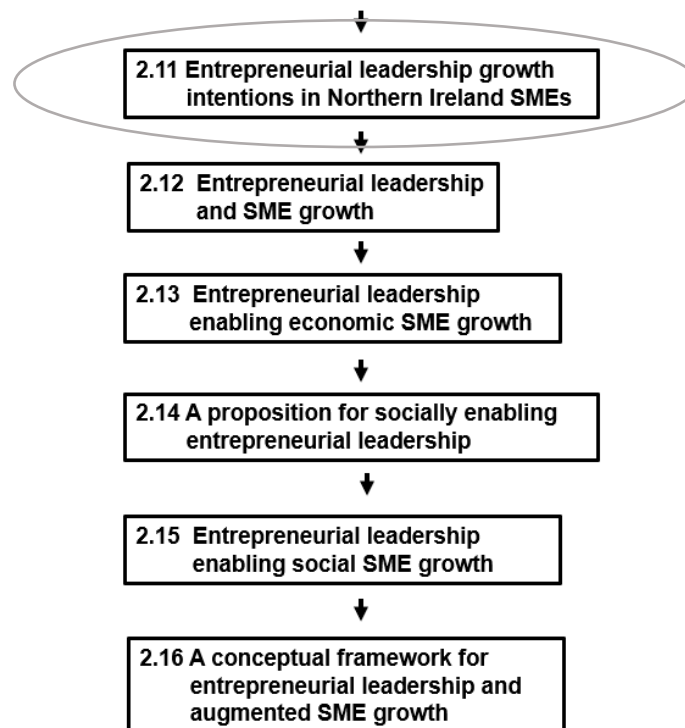 2.11 Entrepreneurial leadership growth
intentions in Northern Ireland SMEs
2.12 Entrepreneurial leadership
and SME growth
2.13 Entrepreneurial leadership
enabling economic SME growth
2.14 A proposition for socially enabling
entrepreneurial leadership
2.15 Entrepreneurial leadership
enabling social SME growth
2.16 A conceptual framework for
entrepreneurial leadership and
augmented SME growth